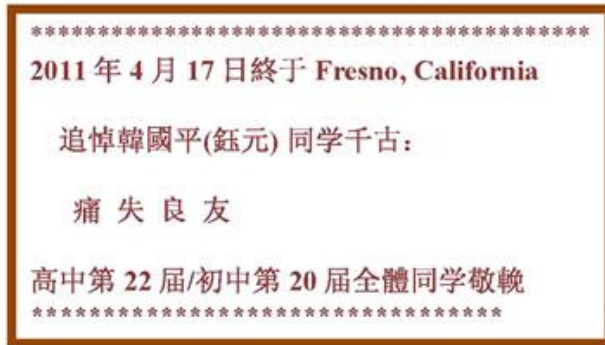 ******************************************
2011 年 4 月 17 日終于 Fresno, California
追悼韓國平(鈺元) 同学千古：
痛 失 良 友
高中第 22 届/初中第 20 届全體同学敬輓
***********************************